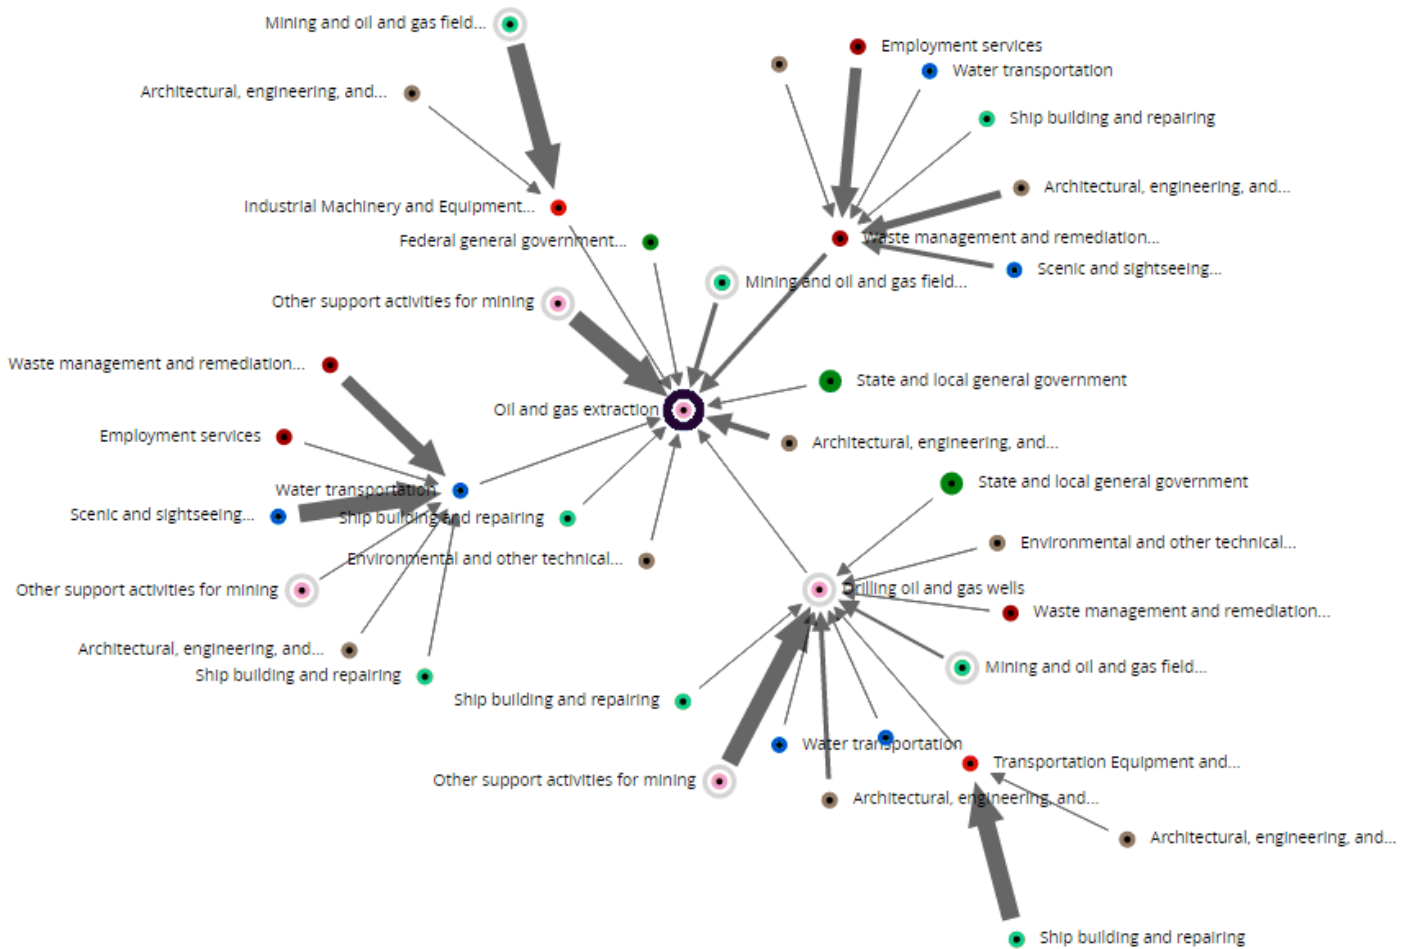 Mining and oil and gas field...
Employment services
Water transportation
Architectural, engineering, and...
Ship building and repairing
Architectural, engineering, and...
Industrial Machinery and Equipment...
Federal general government...
Waste management and remediation...
Scenic and sightseeing...
Mining and oil and gas field...
Other support activities for mining
Waste management and remediation...
State and local general government
Oil and gas extraction
Employment services
Architectural, engineering, and...
State and local general government
Water transportation
Scenic and sightseeing...
Ship building and repairing
Environmental and other technical...
Environmental and other technical...
Other support activities for mining
Drilling oil and gas wells
Waste management and remediation...
Architectural, engineering, and...
Mining and oil and gas field...
Ship building and repairing
Ship building and repairing
Water transportation
Transportation Equipment and...
Other support activities for mining
Architectural, engineering, and...
Architectural, engineering, and...
Ship building and repairing